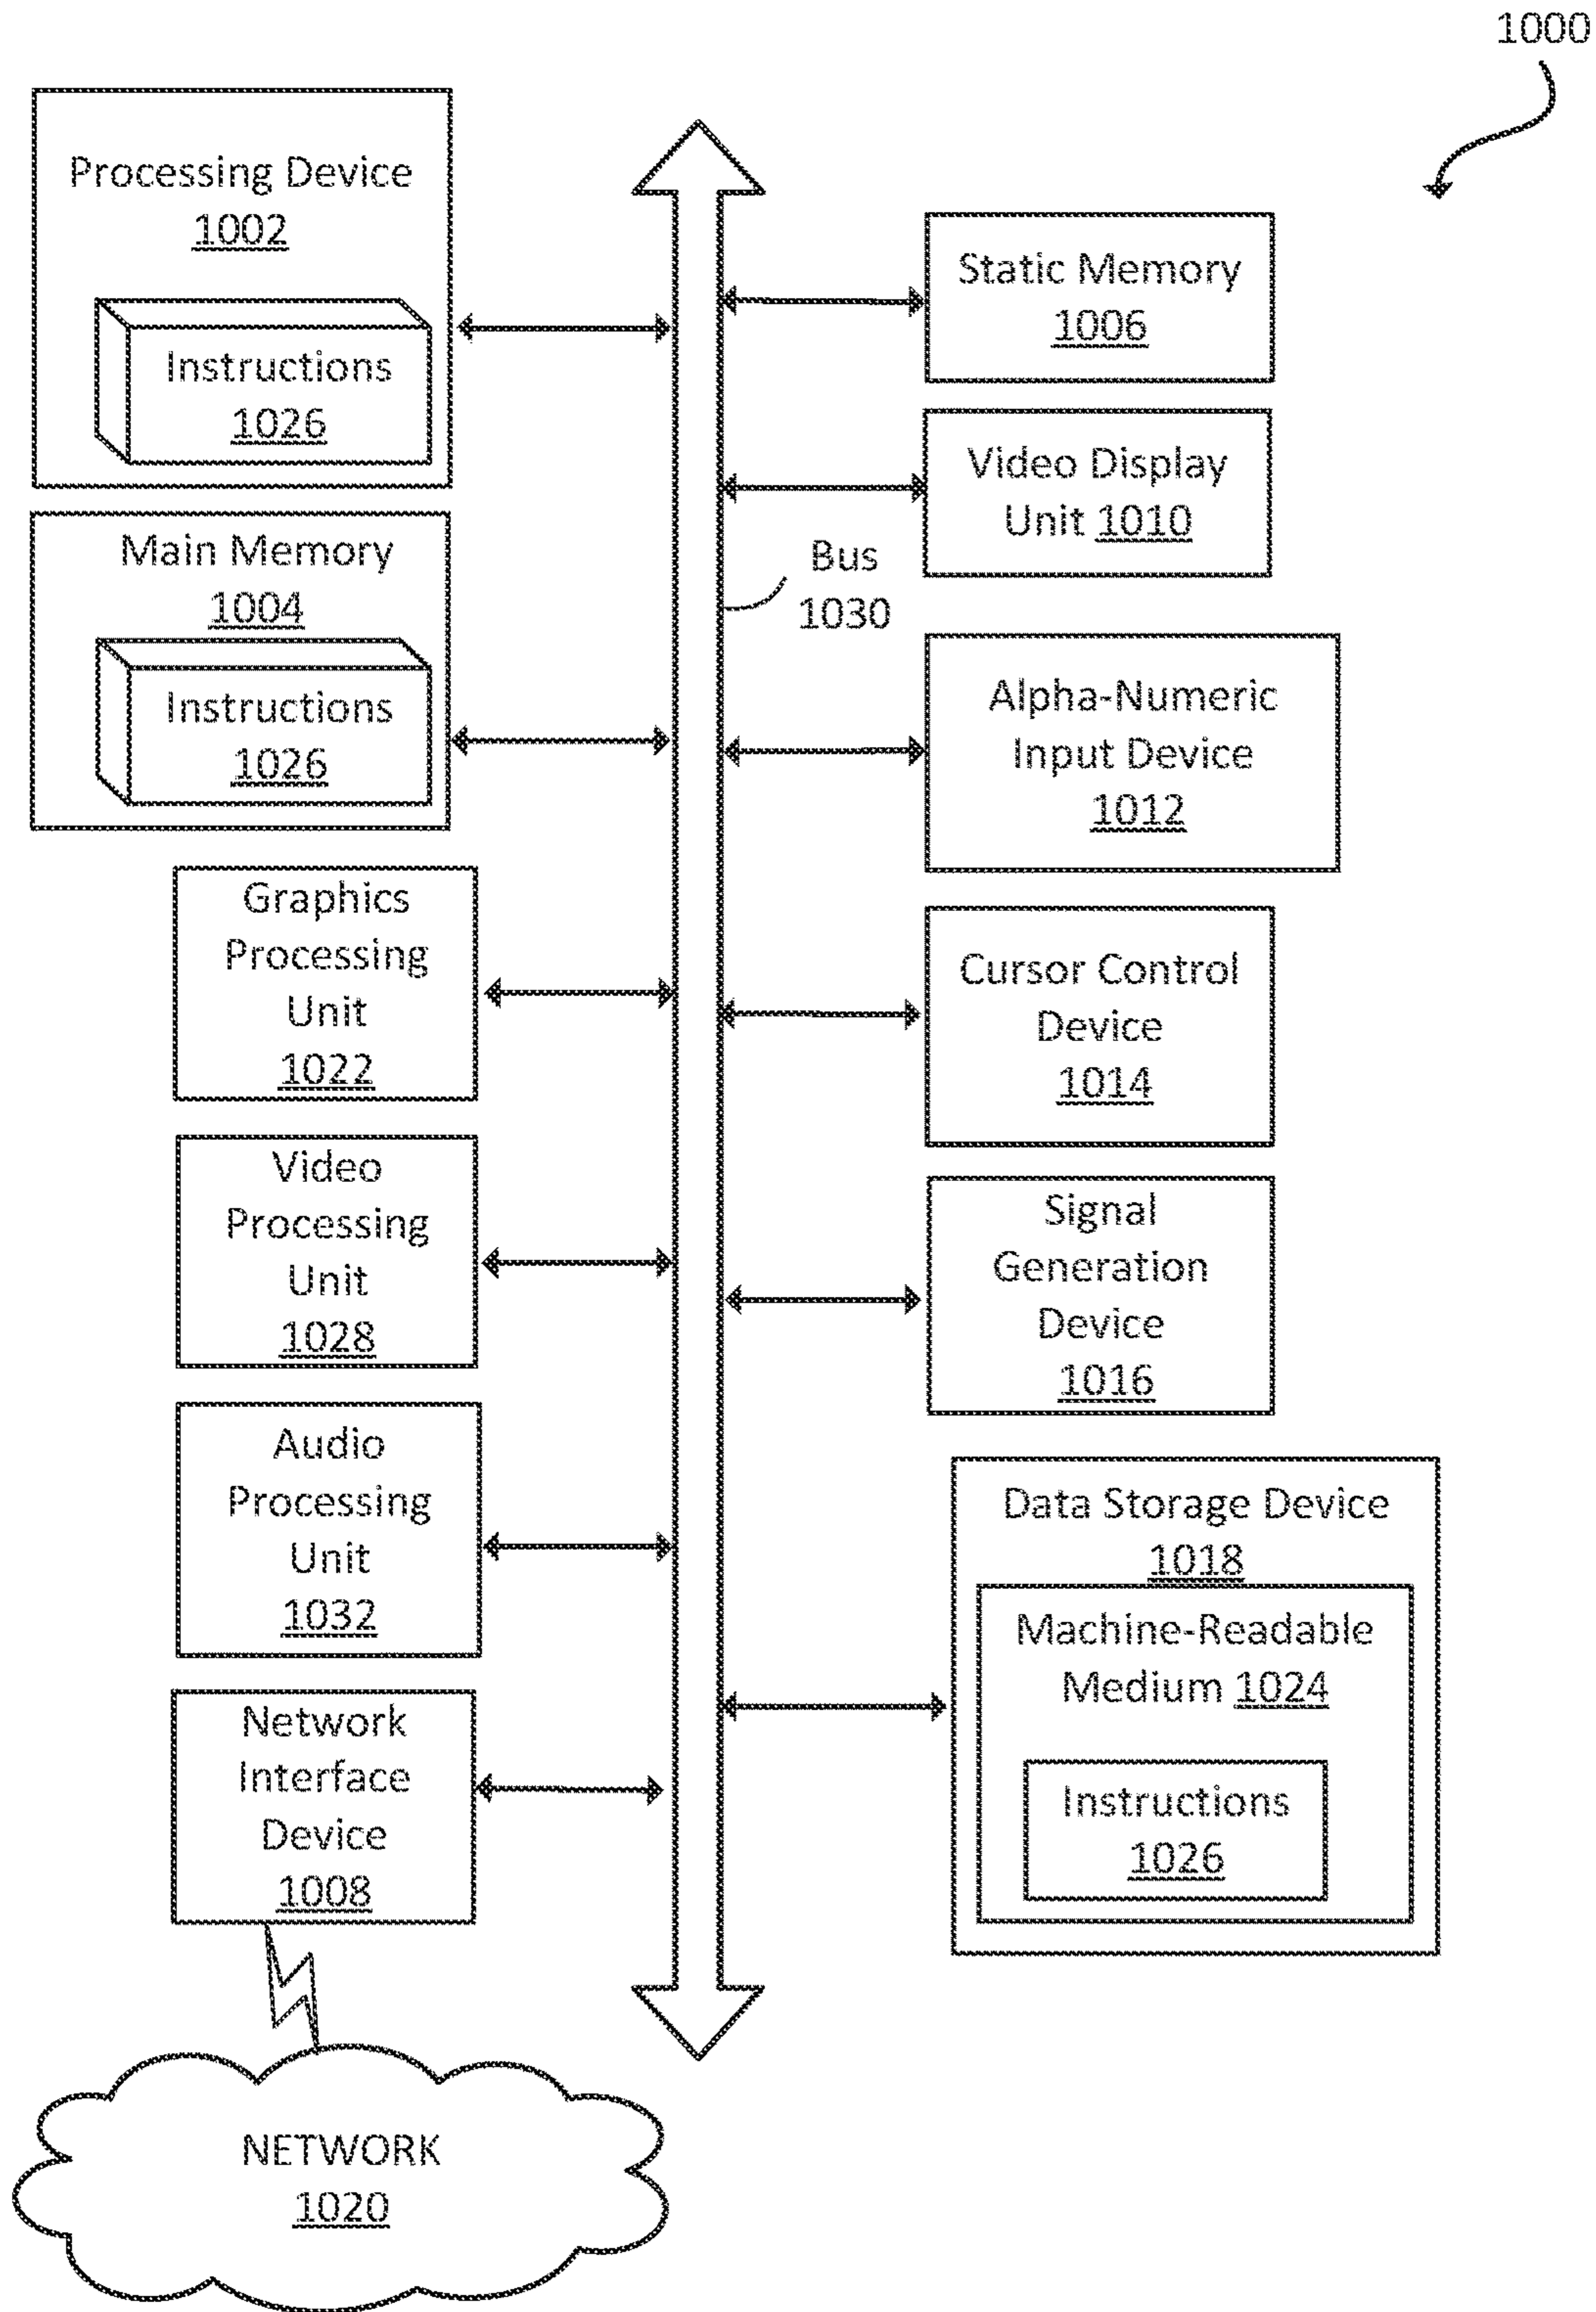 1000
Processing Device
1002
Instructions
1026
Main Memory
1004
Instructions
1026
Graphics
Processing
Unit
1022
Video
Processing
Unit
1028
Audio
Processing
Unit
1032
Network
Interface
Device
1008
NETWORK
1020
Bus
1030
Static Memory
1006
Video Display
Unit 1010
Alpha-Numeric
Input Device
1012
Cursor Control
Device
1014
Signal
Generation
Device
1016
Data Storage Device
1018
Machine-Readable
Medium 1024
Instructions
1026